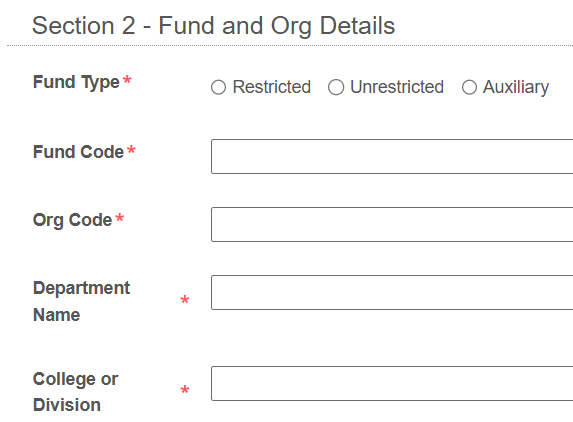 Section 2 - Fund and Org Details
Fund Type* Restricted Unrestricted Auxiliary
Fund Code*
Org Code*
Department
Name *
College or
Division *